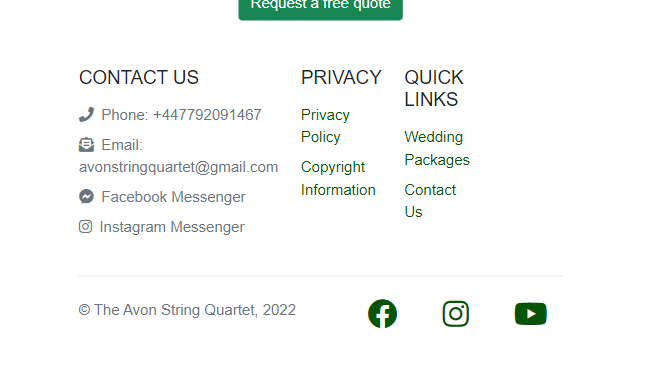 Request a free quote
CONTACT US
Phone: +447792091467
Email:
avonstringquartet@gmail.com
Facebook Messenger
Instagram Messenger
PRIVACY
Privacy
Policy
Copyright
Information
QUICK
LINKS
Wedding
Packages
Contact
Us
© The Avon String Quartet, 2022